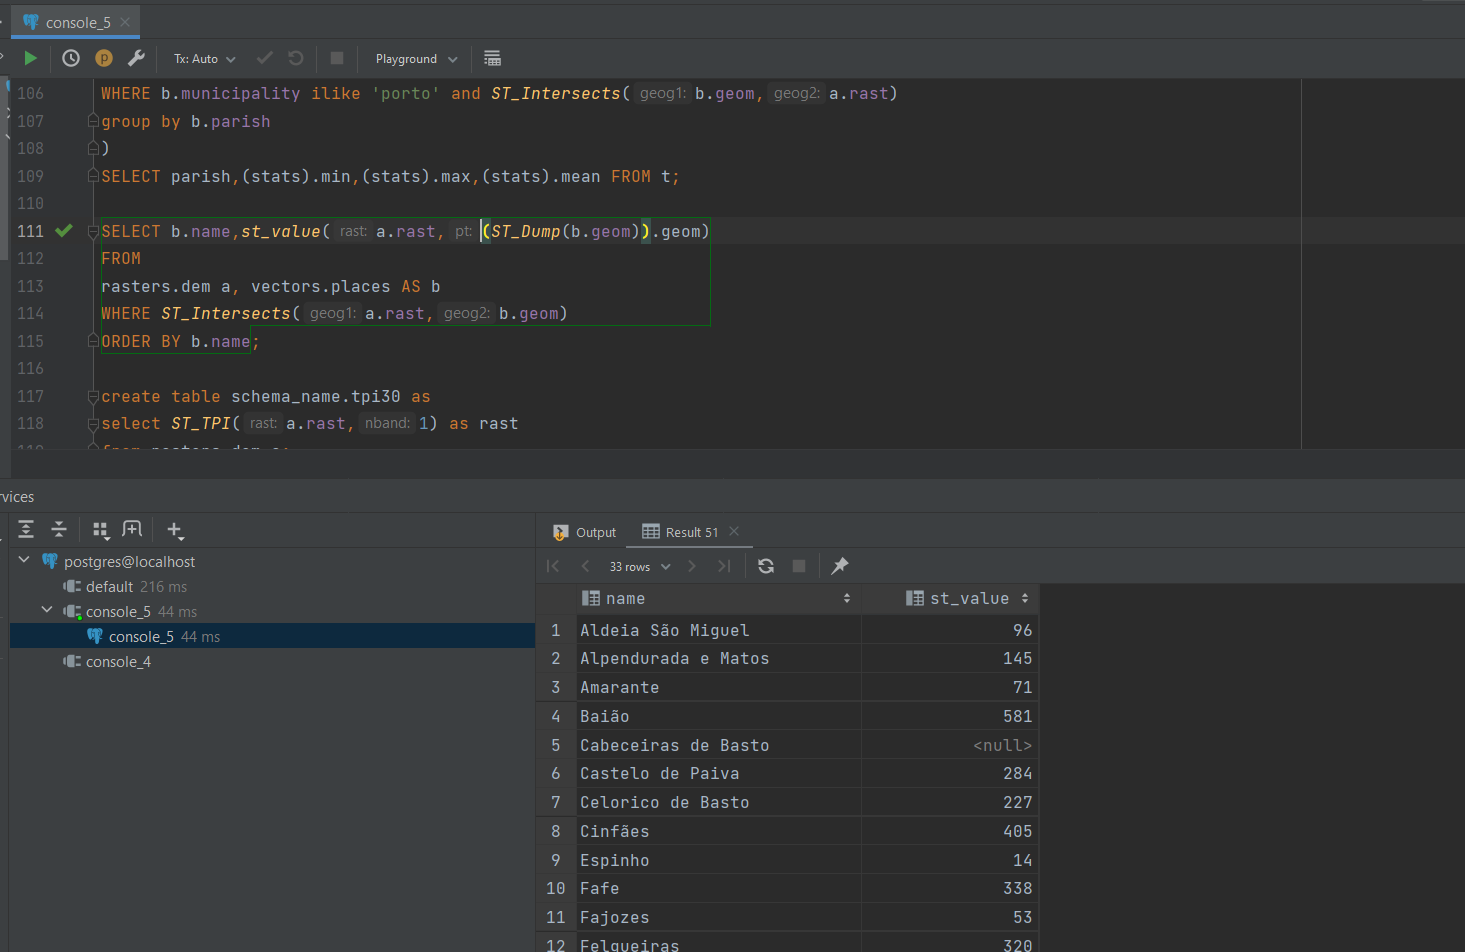 console_5
Tx: Auto Playground
106 WHERE b.municipality ilike 'porto' and ST_Intersects( geog1: b.geom, geog2: a.rast)
107 group by b.parish
108 )
109 SELECT parish,(stats).min,(stats).max,(stats).mean FROM t;
110
111 SELECT b.name,st_value( rast: a.rast, pt: (ST_Dump(b.geom)).geom)
112 FROM
113 rasters.dem a, vectors.places AS b
114 WHERE ST_Intersects( geog1: a.rast, geog2: b.geom)
115 ORDER BY b.name;
116
117 create table schema_name.tpi30 as
118 select ST_TPI( rast: a.rast, nband: 1) as rast
rvices
postgres@localhost
default 216 ms
console_5 44 ms
console_5 44 ms
console_4
Output Result 51
33 rows
name st_value
1 Aldeia São Miguel 96
2 Alpendurada e Matos 145
3 Amarante 71
4 Baião 581
5 Cabeceiras de Basto <null>
6 Castelo de Paiva 284
7 Celorico de Basto 227
8 Cinfães 405
9 Espinho 14
10 Fafe 338
11 Fajozes 53
12 Felgueiras 320